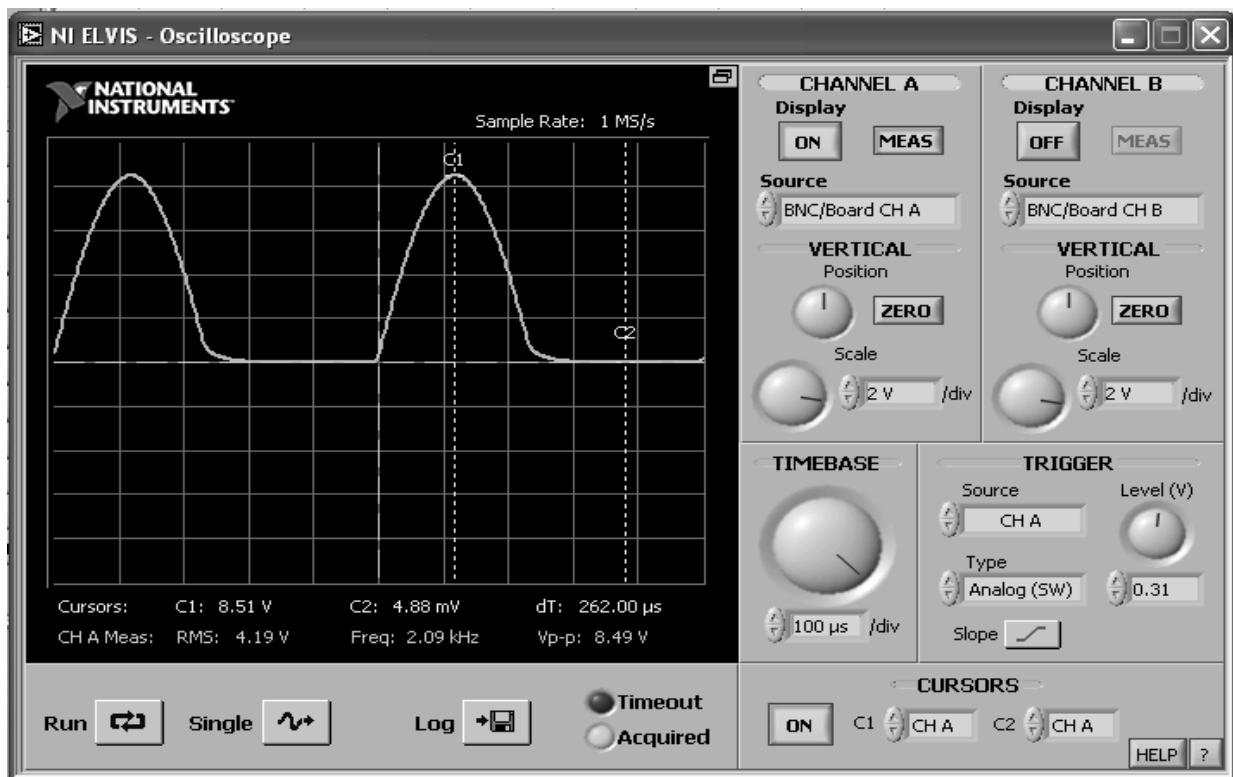 NI ELVIS - Oscilloscope
NATIONAL
INSTRUMENTS
Sample Rate: 1 MS/s
C1
C2
Cursors: C1: 8.51 V C2: 4.88 mV dT: 262.00 µs
CH A Meas: RMS: 4.19 V Freq: 2.09 kHz Vp-p: 8.49 V
Run
Single
Log
Timeout
Acquired
CHANNEL A
Display
ON MEAS
Source
BNC/Board CH A
VERTICAL
Position
ZERO
Scale
2 V /div
CHANNEL B
Display
OFF MEAS
Source
BNC/Board CH B
VERTICAL
Position
ZERO
Scale
2 V /div
TIMEBASE
100 µs /div
TRIGGER
Source Level (V)
CH A
Type
Analog (SW) 0.31
Slope
CURSORS
ON C1 CH A C2 CH A
HELP ?